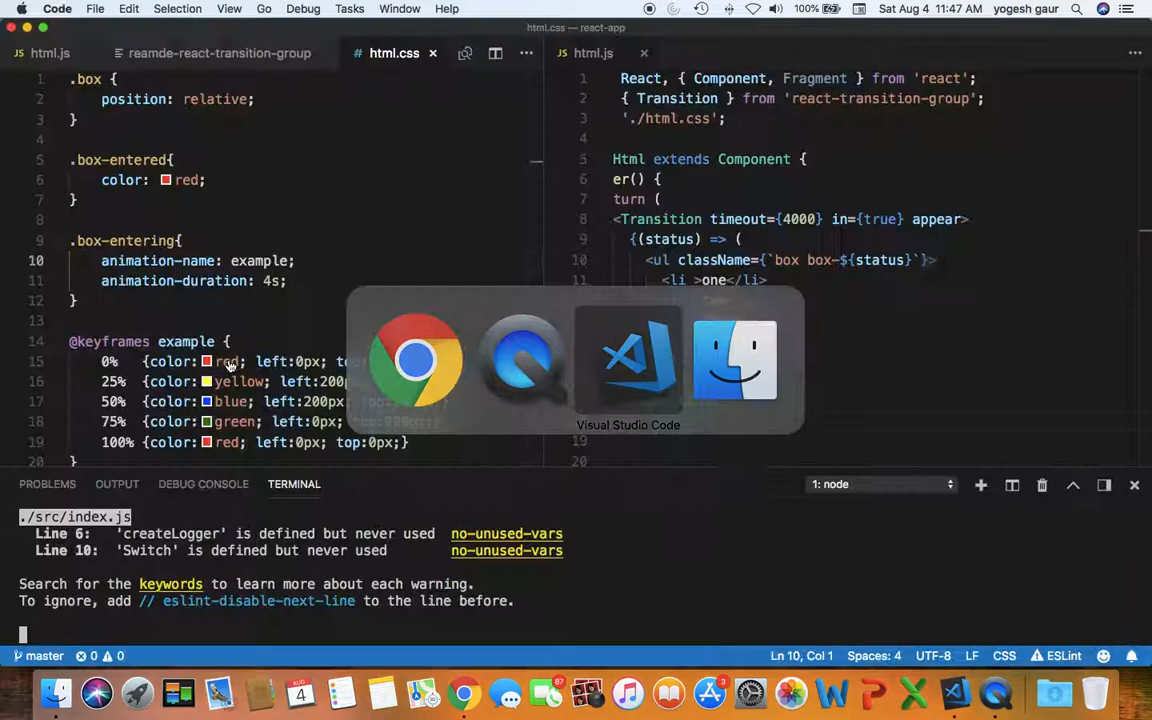 Code File Edit Selection View Go Debug Tasks Window Help 100% Sat Aug 4 11:47 AM yogesh gaur
html.css — react-app
JS html.js reamde-react-transition-group # html.css × JS html.js ×
1 .box {
2 position: relative;
3 }
4
5 .box-entered{
6 color: red;
7 }
8
9 .box-entering{
10 animation-name: example;
11 animation-duration: 4s;
12 }
13
14 @keyframes example {
15 0% {color: red; left:0px;
16 25% {color: yellow; left:200p
17 50% {color: blue; left:200px;
18 75% {color: green; left:0px;
19 100% {color: red; left:0px; top:0px;}
20 }
1 React, { Component, Fragment } from 'react';
2 { Transition } from 'react-transition-group';
3 './html.css';
4
5 Html extends Component {
6 er() {
7 turn (
8 <Transition timeout={4000} in={true} appear>
9 {(status) => (
10 <ul className={`box box-${status}`}>
11 <li >one</li>
19
20
Visual Studio Code
PROBLEMS OUTPUT DEBUG CONSOLE TERMINAL 1: node
./src/index.js
Line 6: 'createLogger' is defined but never used no-unused-vars
Line 10: 'Switch' is defined but never used no-unused-vars
Search for the keywords to learn more about each warning.
To ignore, add // eslint-disable-next-line to the line before.
master 0 0 Ln 10, Col 1 Spaces: 4 UTF-8 LF CSS ESLint
AUG
4
87
3